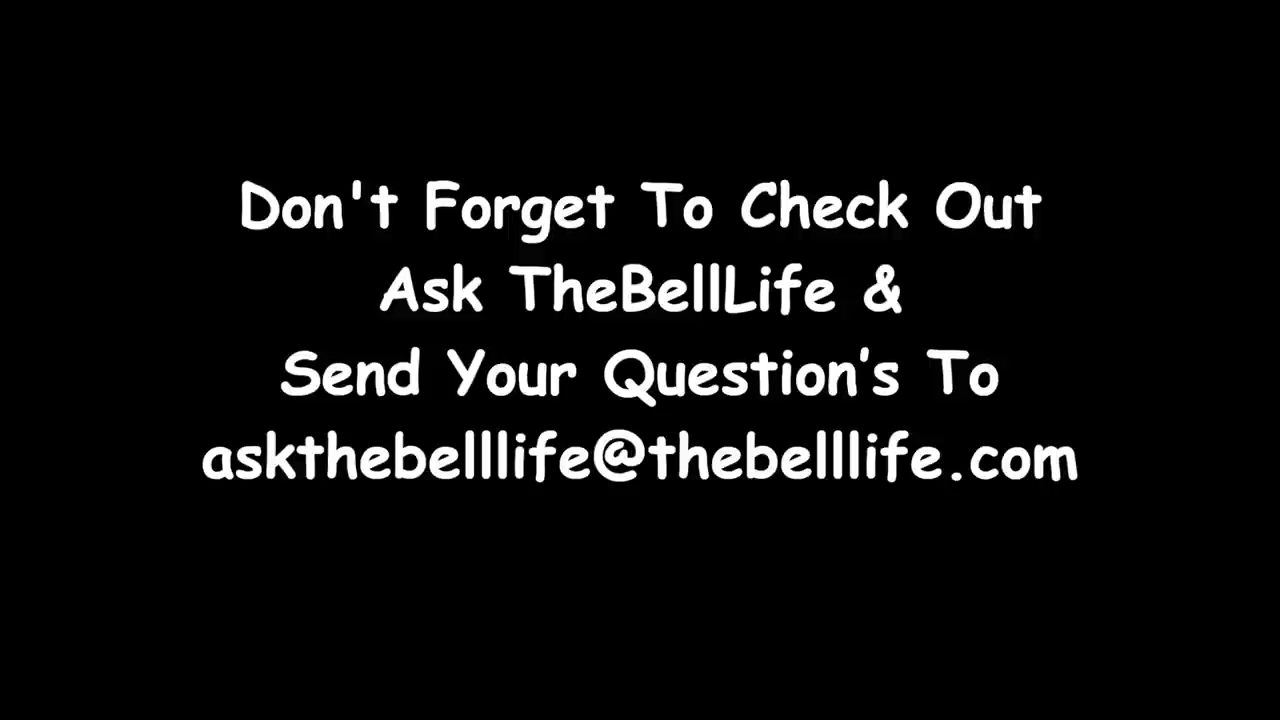 Don't Forget To Check Out
Ask TheBellLife &
Send Your Question’s To
askthebelllife@thebelllife.com